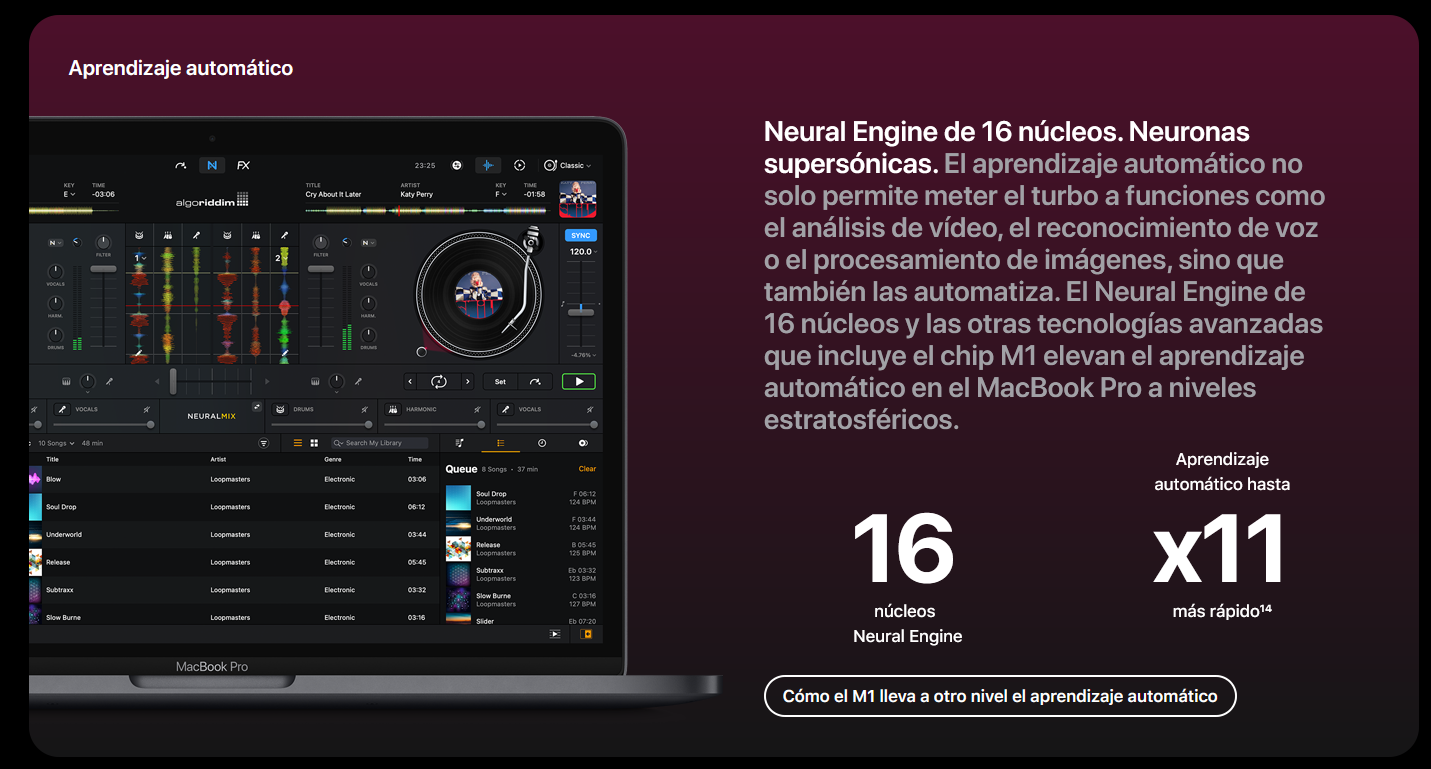 Aprendizaje automático
FX
23:25
Classic
KEY
E
TIME
-03:06
algoriddim
TITLE
Cry About It Later
ARTIST
Katy Perry
KEY
F
TIME
-01:58
N
FILTER
1
2
FILTER
N
SYNC
120.0
VOCALS
HARM.
DRUMS
VOCALS
HARM.
DRUMS
-4.76%
4
Set
VOCALS
NEURALMIX
DRUMS
HARMONIC
VOCALS
10 Songs
48 min
Search My Library
Title Artist Genre Time
Blow Loopmasters Electronic 03:06
Soul Drop Loopmasters Electronic 06:12
Underworld Loopmasters Electronic 03:44
Release Loopmasters Electronic 05:45
Subtraxx Loopmasters Electronic 03:32
Slow Burne Loopmasters Electronic 03:16
Queue 8 Songs • 37 min Clear
Soul Drop F 06:12
Loopmasters 124 BPM
Underworld F 03:44
Loopmasters 124 BPM
Release B 05:45
Loopmasters 125 BPM
Subtraxx Eb 03:32
Loopmasters 123 BPM
Slow Burne C 03:16
Loopmasters 127 BPM
Slider Eb 07:20
MacBook Pro
Neural Engine de 16 núcleos. Neuronas
supersónicas. El aprendizaje automático no
solo permite meter el turbo a funciones como
el análisis de vídeo, el reconocimiento de voz
o el procesamiento de imágenes, sino que
también las automatiza. El Neural Engine de
16 núcleos y las otras tecnologías avanzadas
que incluye el chip M1 elevan el aprendizaje
automático en el MacBook Pro a niveles
estratosféricos.
16
núcleos
Neural Engine
Aprendizaje
automático hasta
x11
más rápido¹⁴
Cómo el M1 lleva a otro nivel el aprendizaje automático